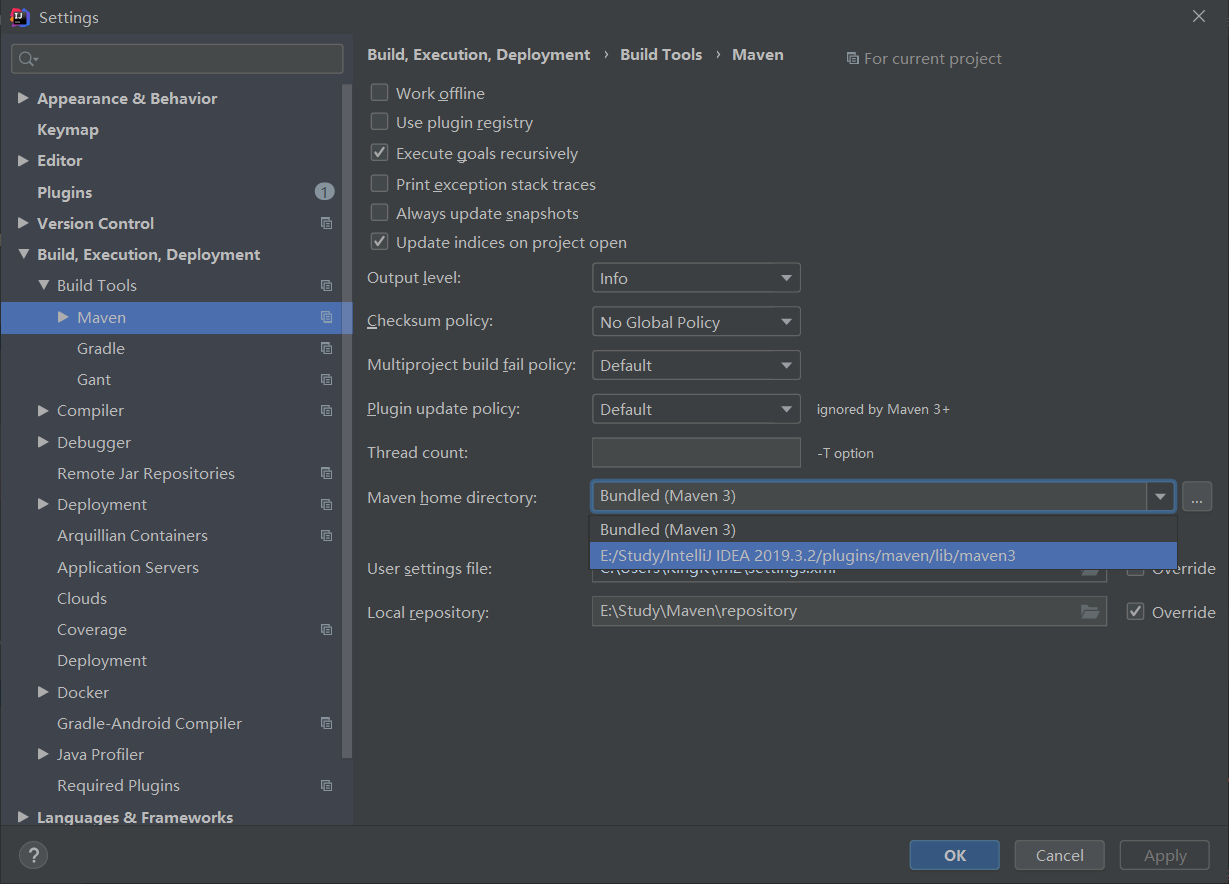 Settings
Build, Execution, Deployment › Build Tools › Maven
For current project
Appearance & Behavior
Keymap
Editor
Plugins 1
Version Control
Build, Execution, Deployment
Build Tools
Maven
Gradle
Gant
Compiler
Debugger
Remote Jar Repositories
Deployment
Arquillian Containers
Application Servers
Clouds
Coverage
Deployment
Docker
Gradle-Android Compiler
Java Profiler
Required Plugins
Languages & Frameworks
Work offline
Use plugin registry
Execute goals recursively
Print exception stack traces
Always update snapshots
Update indices on project open
Output level: Info
Checksum policy: No Global Policy
Multiproject build fail policy: Default
Plugin update policy: Default ignored by Maven 3+
Thread count: -T option
Maven home directory: Bundled (Maven 3) ...
Bundled (Maven 3)
E:/Study/IntelliJ IDEA 2019.3.2/plugins/maven/lib/maven3
User settings file: Override
Local repository: E:\Study\Maven\repository Override
? OK Cancel Apply